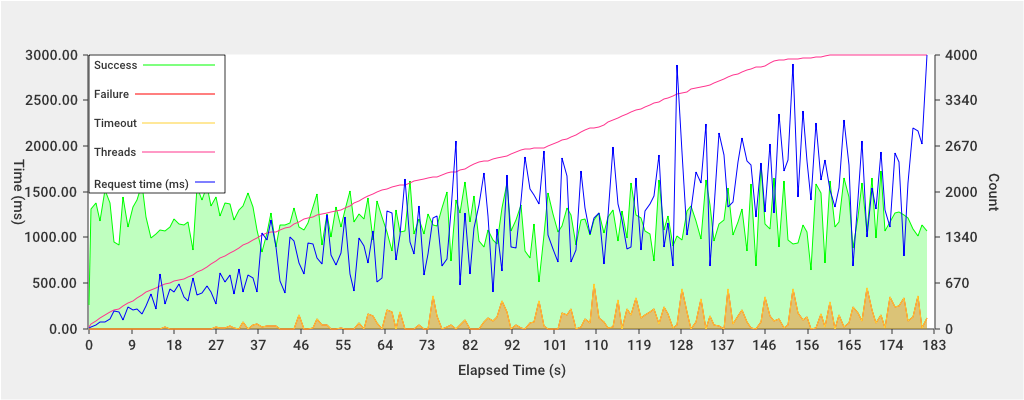 3000.00
2500.00
2000.00
1500.00
1000.00
500.00
0.00
Time (ms)
Success
Failure
Timeout
Threads
Request time (ms)
4000
3340
2670
2000
1340
670
0
Count
0 9 18 27 37 46 55 64 73 82 92 101 110 119 128 137 146 156 165 174 183
Elapsed Time (s)